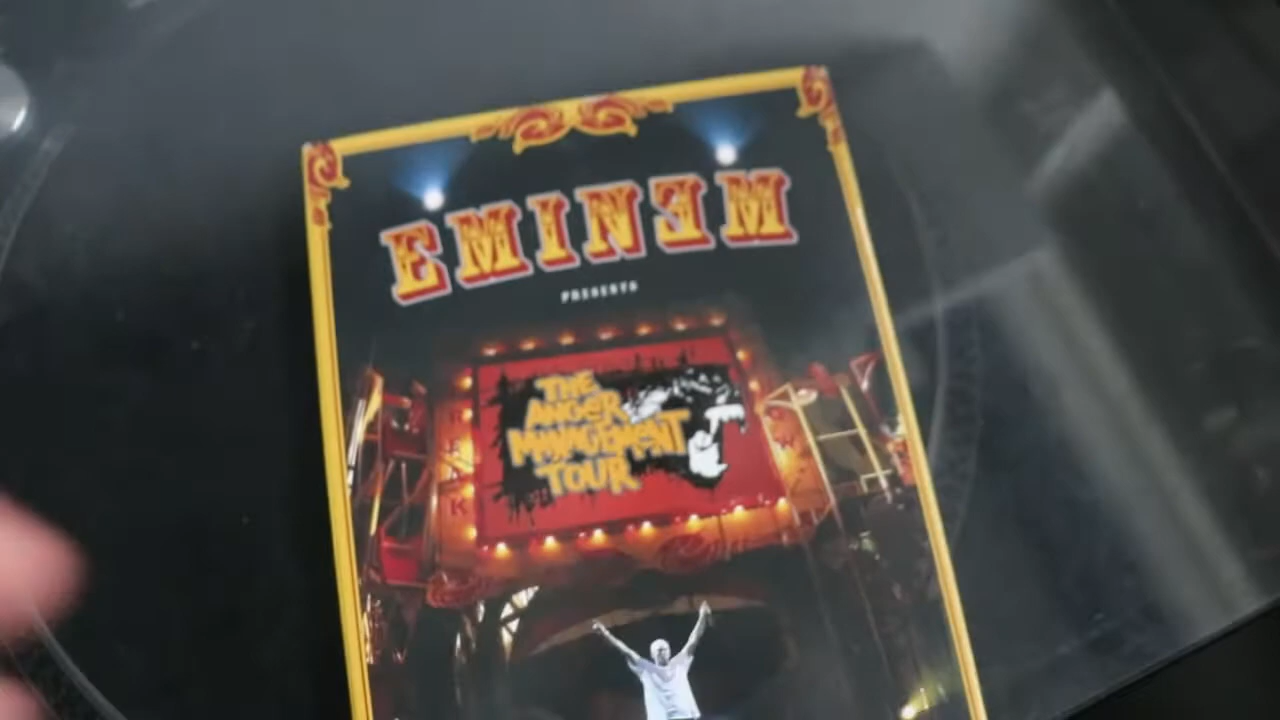 EMINƎM
PRESENTS
THE
ANGER
MANAGEMENT
TOUR